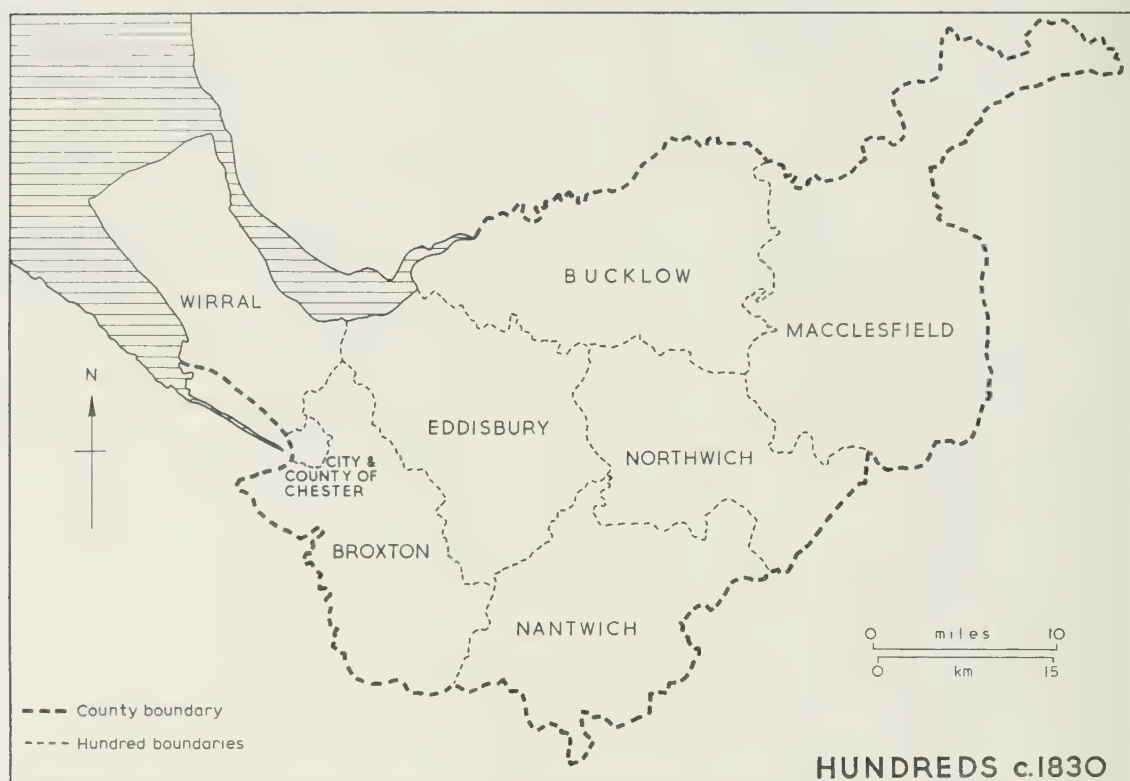 BUCKLOW
WIRRAL
MACCLESFIELD
N
EDDISBURY
NORTHWICH
CITY &
COUNTY OF
CHESTER
BROXTON
NANTWICH
0 miles 10
0 km 15
County boundary
Hundred boundaries
HUNDREDS c.1830